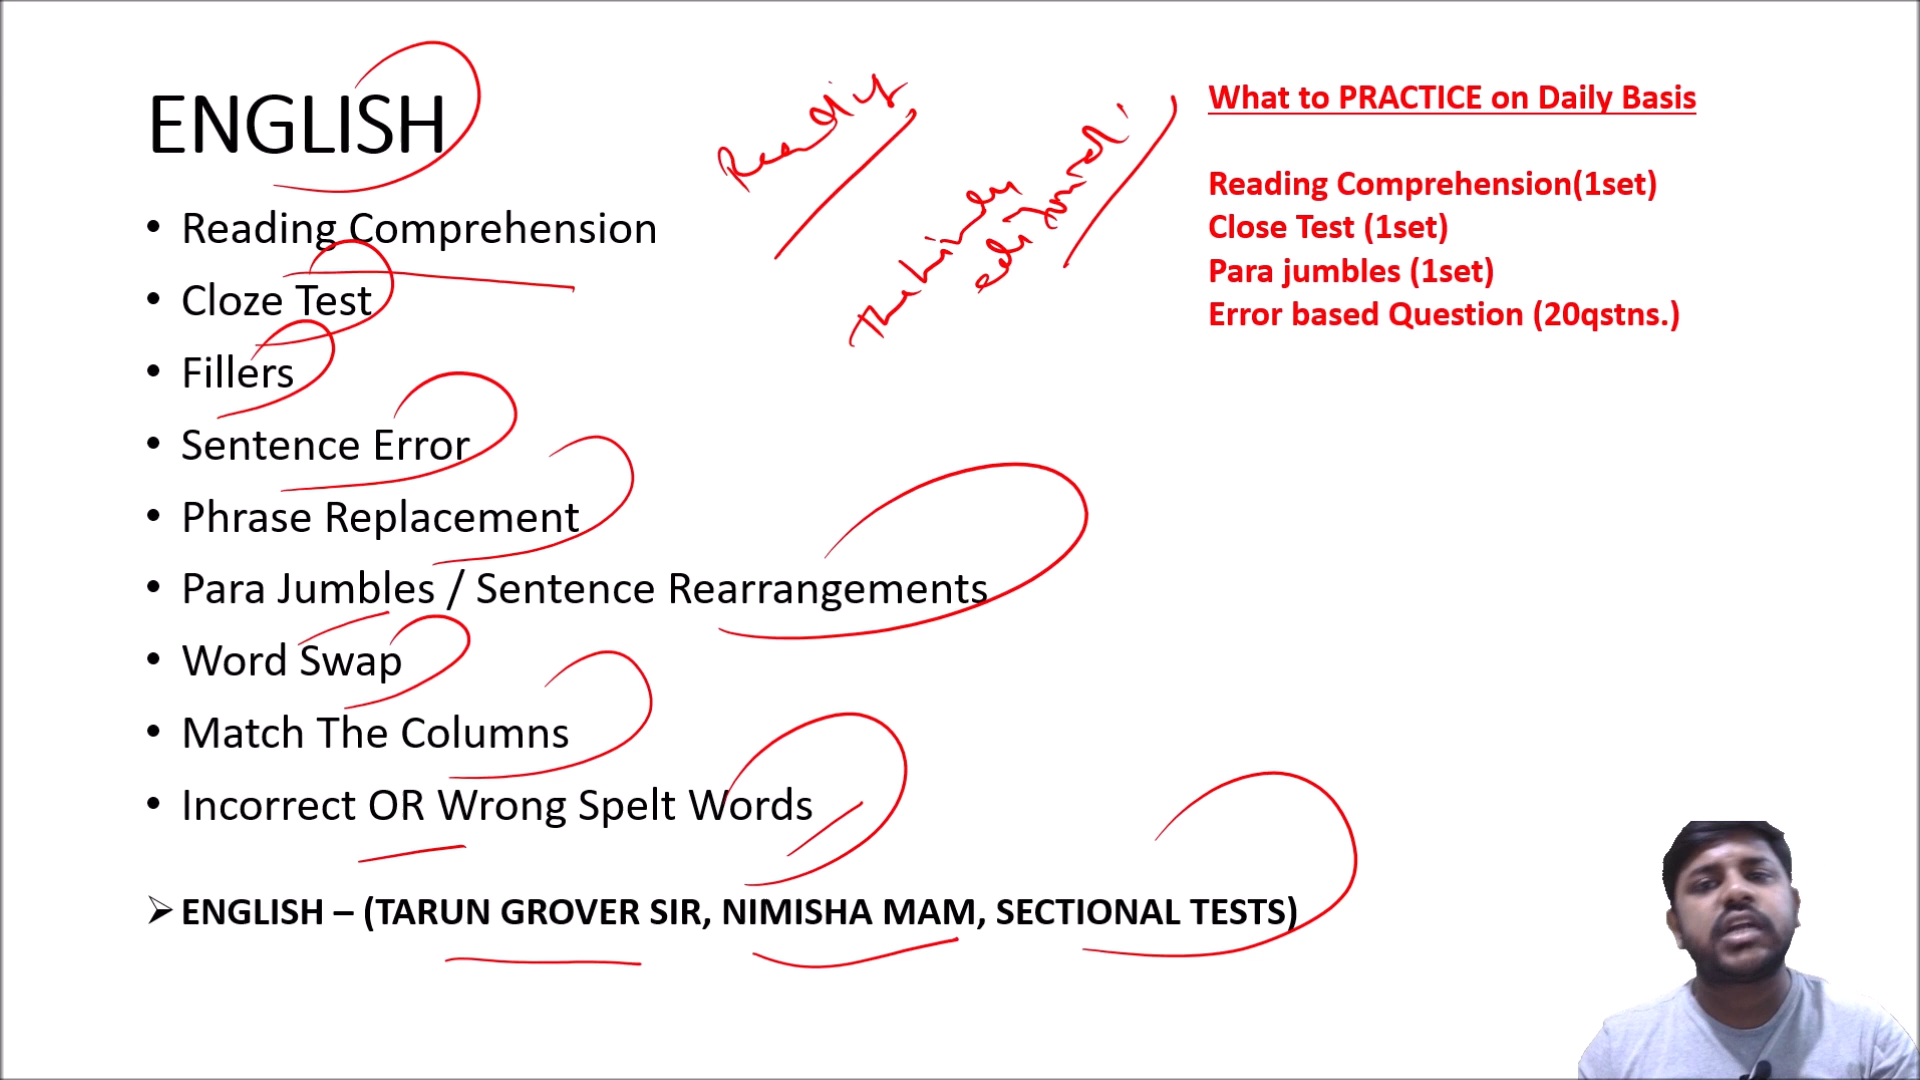 ENGLISH
• Reading Comprehension
• Cloze Test
• Fillers
• Sentence Error
• Phrase Replacement
• Para Jumbles / Sentence Rearrangements
• Word Swap
• Match The Columns
• Incorrect OR Wrong Spelt Words
➢ ENGLISH – (TARUN GROVER SIR, NIMISHA MAM, SECTIONAL TESTS)
What to PRACTICE on Daily Basis
Reading Comprehension(1set)
Close Test (1set)
Para jumbles (1set)
Error based Question (20qstns.)